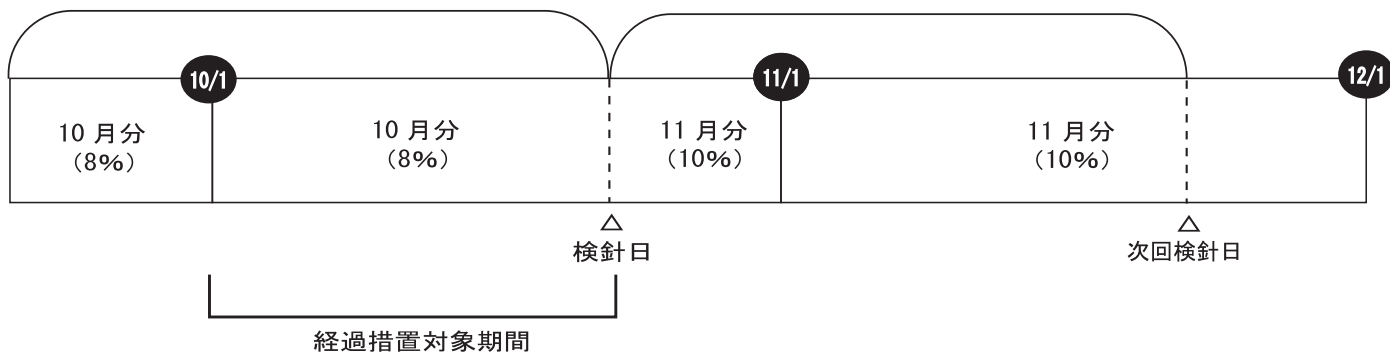 10/1
11/1
12/1
10 月分
（8％）
10 月分
（8％）
11 月分
（10％）
11 月分
（10％）
検針日
次回検針日
経過措置対象期間